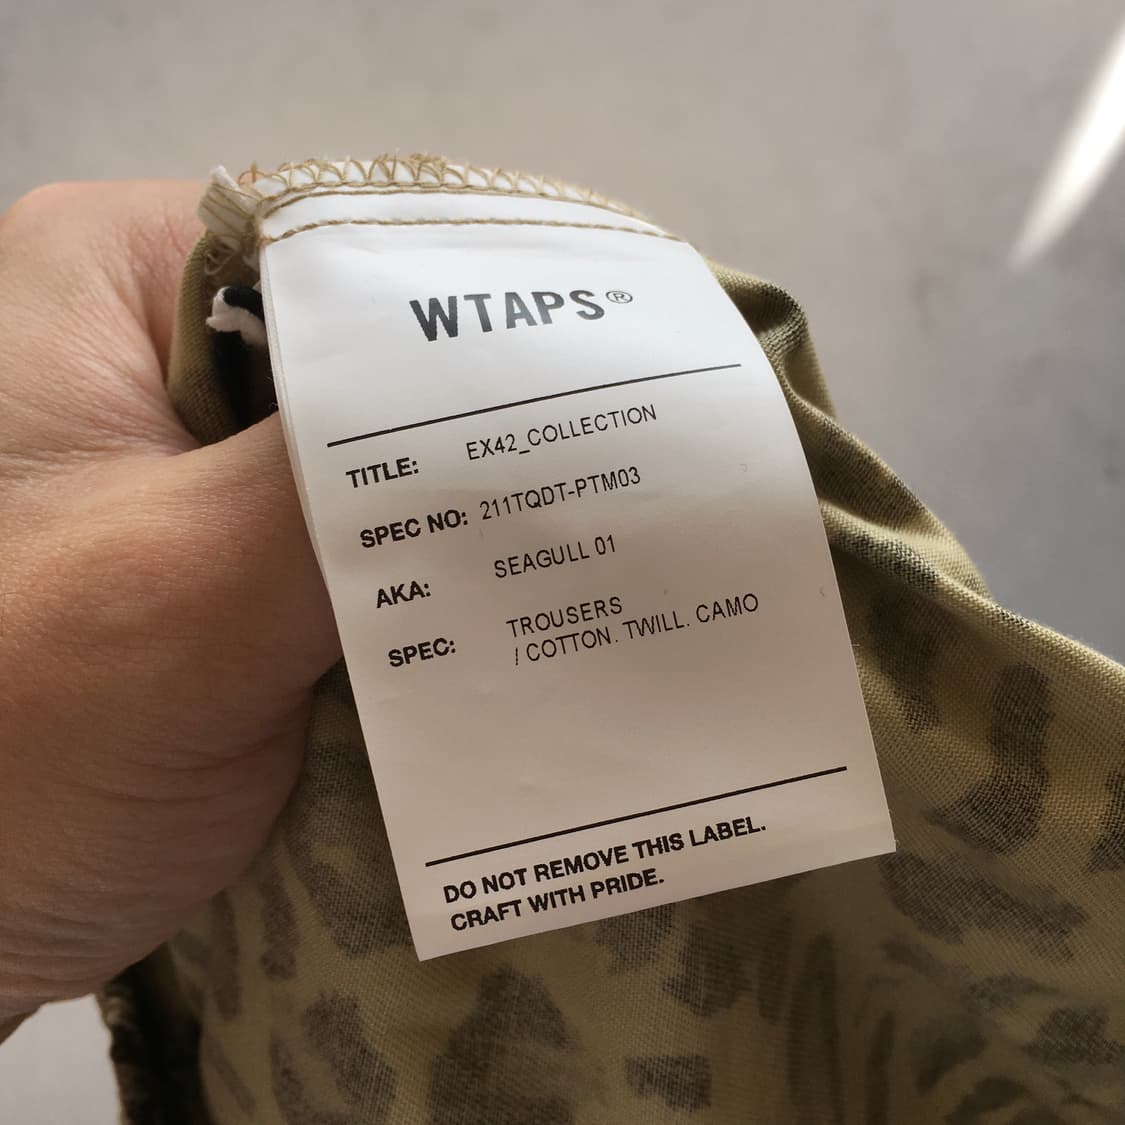 WTAPS®
TITLE: EX42_COLLECTION
SPEC NO: 211TQDT-PTM03
AKA: SEAGULL 01
SPEC: TROUSERS
/ COTTON. TWILL. CAMO
DO NOT REMOVE THIS LABEL.
CRAFT WITH PRIDE.